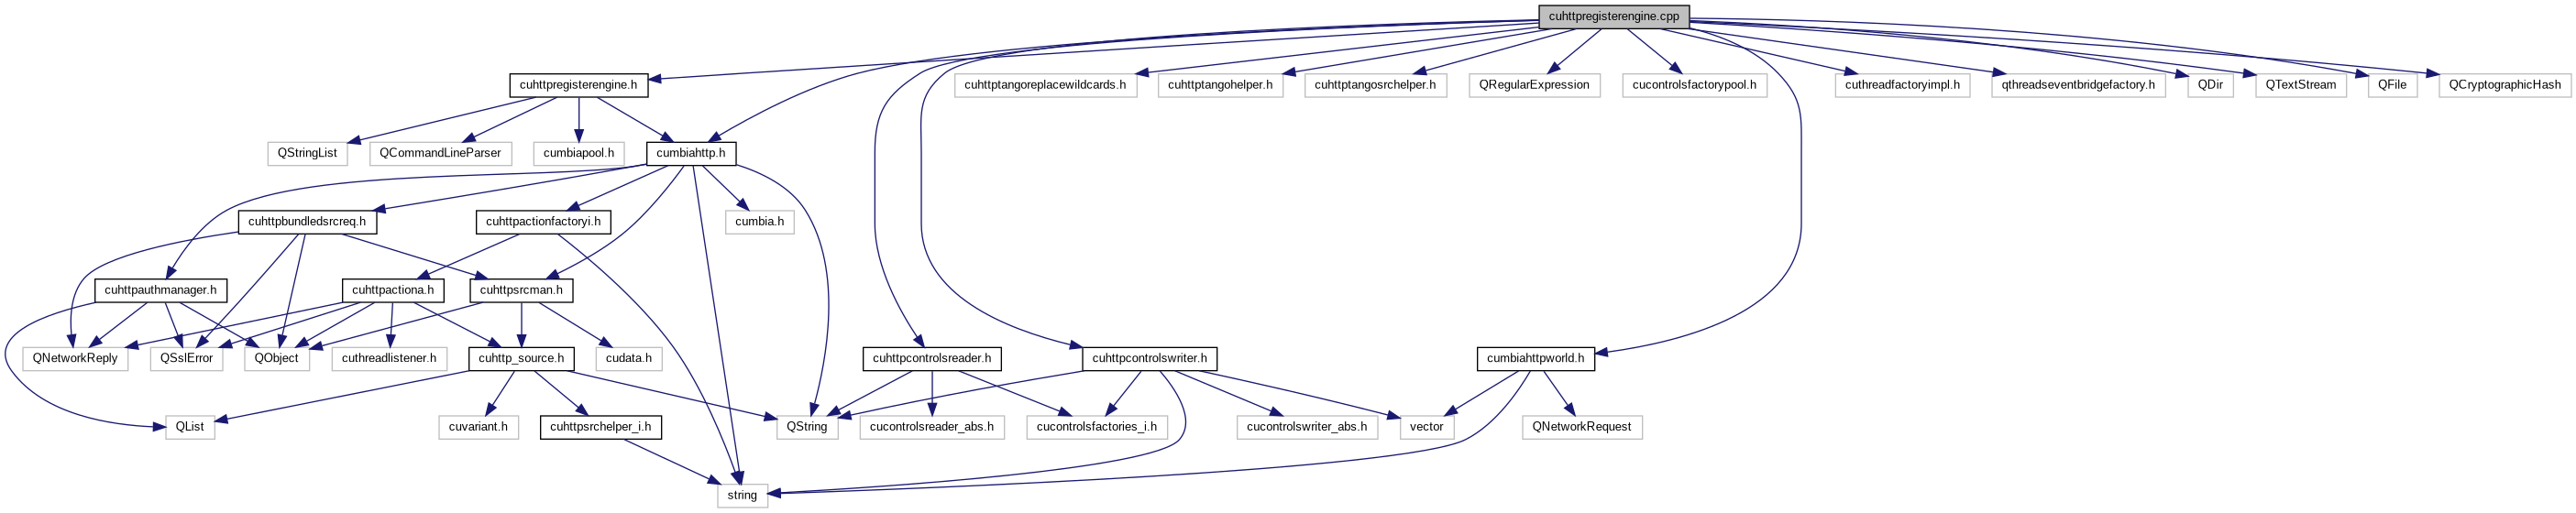 cuhttpregisterengine.cpp
cuhttpregisterengine.h
cuhttptangoreplacewildcards.h
cuhttptangohelper.h
cuhttptangosrchelper.h
QRegularExpression
cucontrolsfactorypool.h
cuthreadfactoryimpl.h
qthreadseventbridgefactory.h
QDir
QTextStream
QFile
QCryptographicHash
QStringList
QCommandLineParser
cumbiapool.h
cumbiahttp.h
cuhttpbundledsrcreq.h
cuhttpactionfactoryi.h
cumbia.h
cuhttpauthmanager.h
cuhttpactiona.h
cuhttpsrcman.h
QNetworkReply
QSslError
QObject
cuthreadlistener.h
cuhttp_source.h
cudata.h
cuhttpcontrolsreader.h
cuhttpcontrolswriter.h
cumbiahttpworld.h
QList
cuvariant.h
cuhttpsrchelper_i.h
QString
cucontrolsreader_abs.h
cucontrolsfactories_i.h
cucontrolswriter_abs.h
vector
QNetworkRequest
string